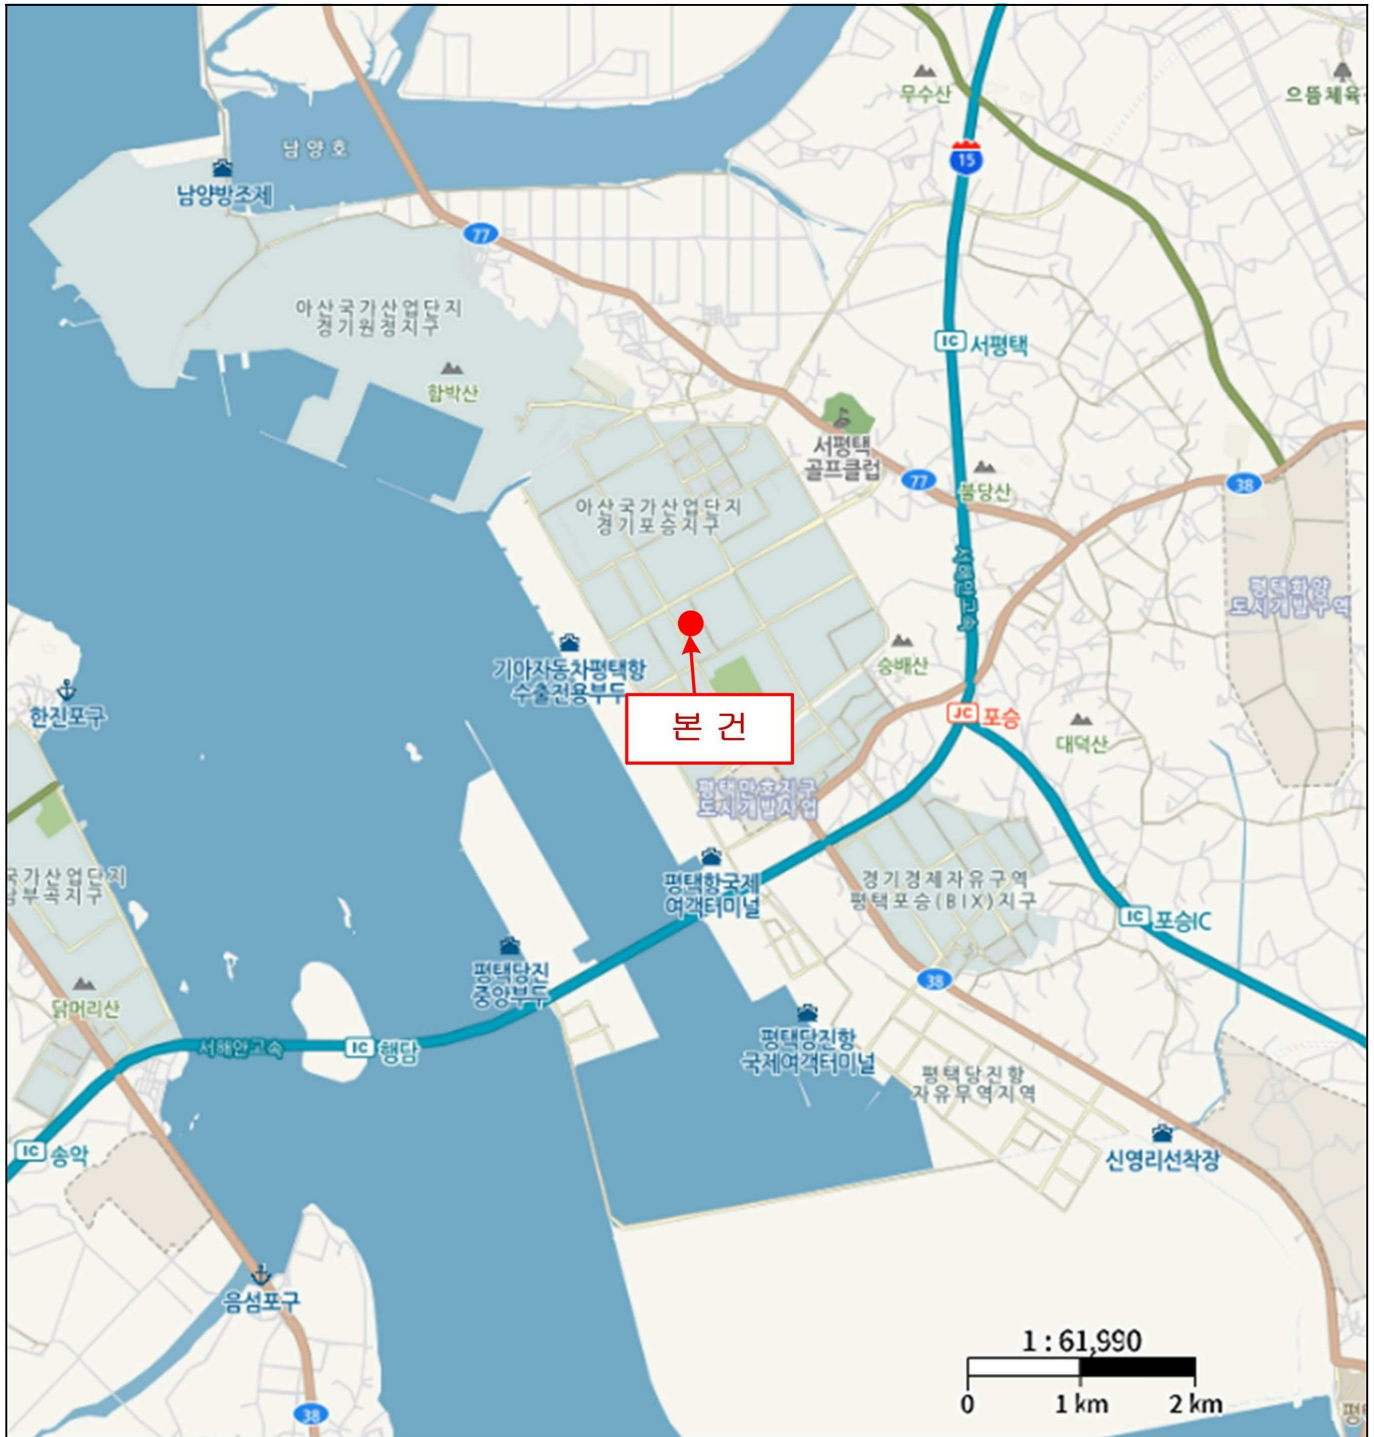 무수산
으뜸체육
15
남양호
남양방조제
77
아산국가산업단지
경기원정지구
IC 서평택
함박산
서평택
골프클럽
77
불당산
38
아산국가산업단지
경기포승지구
서해안고속
평택화양
도시개발구역
기아자동차평택항
수출전용부두
승배산
한진포구
본 건
JC 포승
대덕산
평택만호지구
도시개발사업
국가산업단지
부곡지구
평택항국제
여객터미널
경기경제자유구역
평택포승(BIX)지구
IC 포승IC
평택당진
중앙부두
38
닭머리산
평택당진항
국제여객터미널
서해안고속
IC 행담
평택당진항
자유무역지역
IC 송악
신영리선착장
음섬포구
38
1 : 61,990
0 1 km 2 km